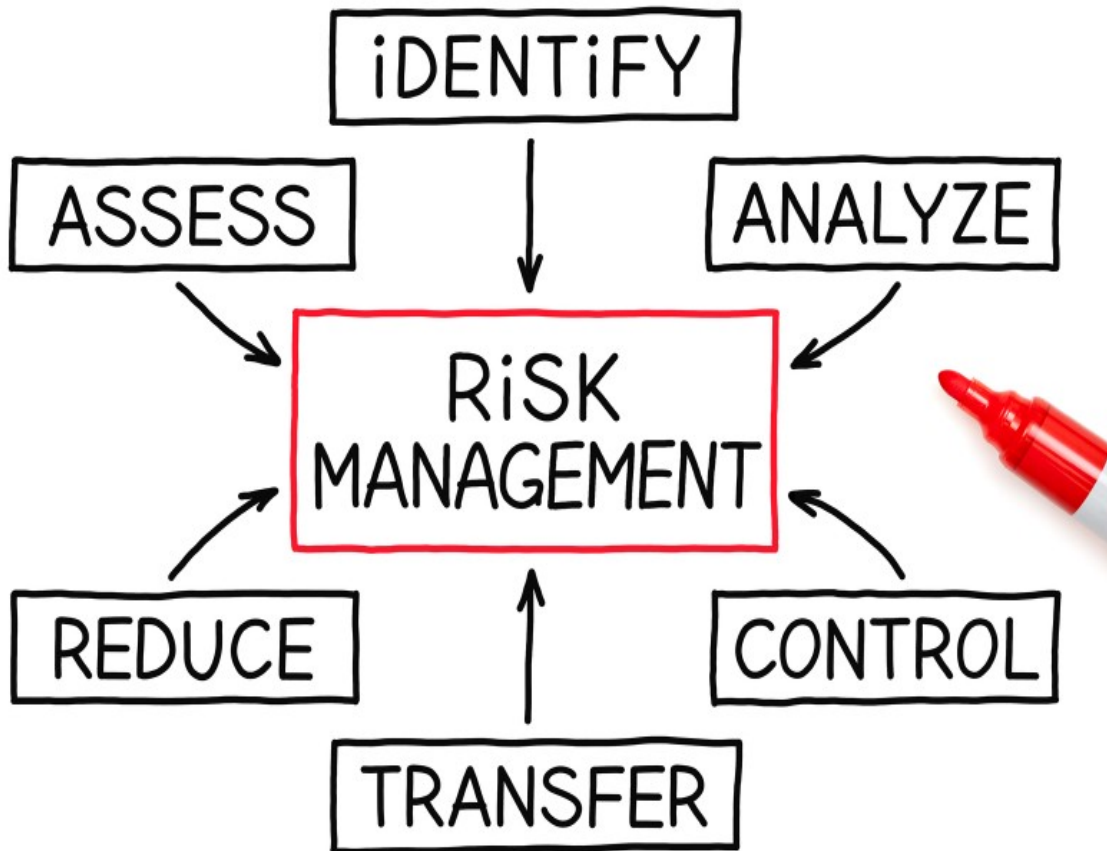 iDENTiFY
ASSESS
ANALYZE
RiSK
MANAGEMENT
REDUCE
CONTROL
TRANSFER